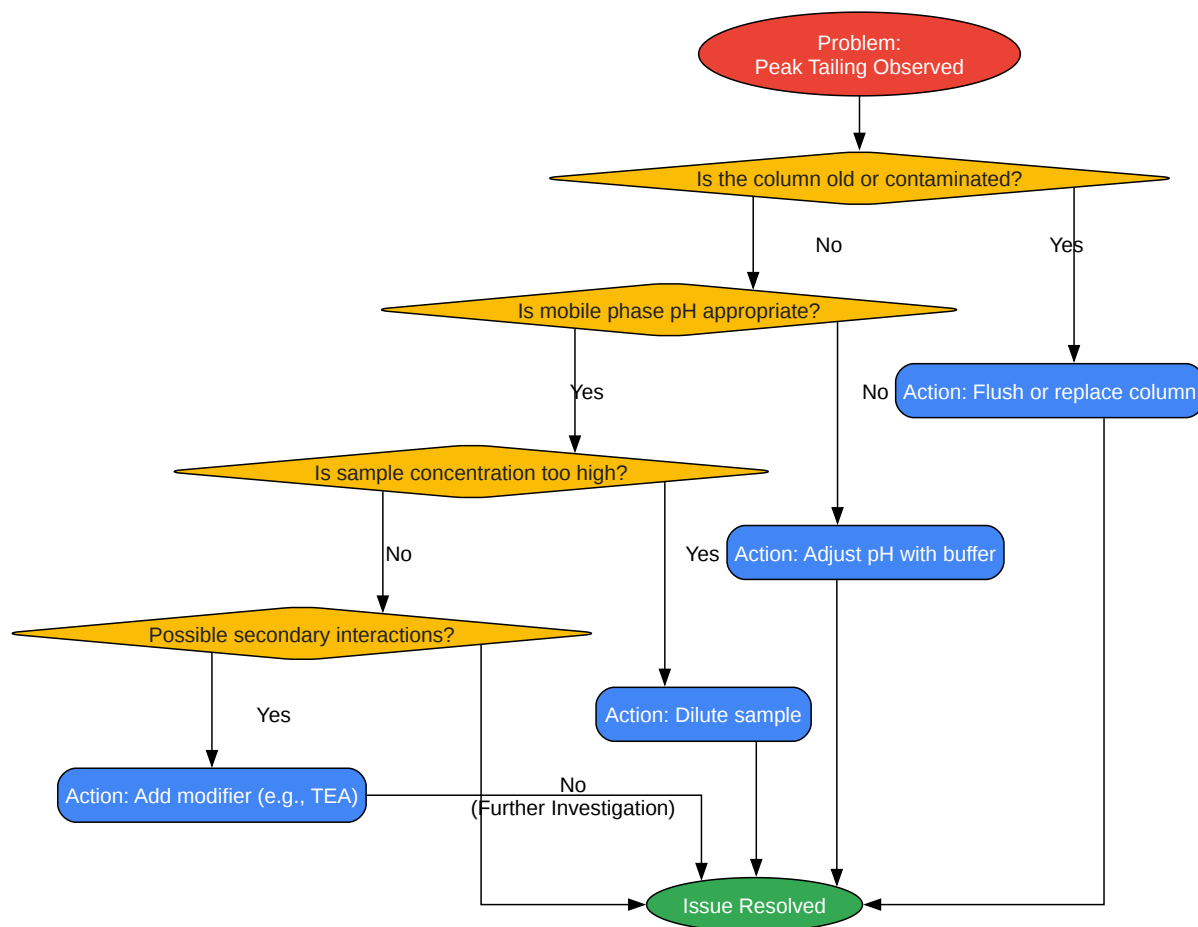 Problem:
Peak Tailing Observed
Is the column old or contaminated?
No
Yes
Is mobile phase pH appropriate?
Yes
No
Action: Flush or replace column
Is sample concentration too high?
No
Yes
Action: Adjust pH with buffer
Possible secondary interactions?
Yes
Action: Dilute sample
Action: Add modifier (e.g., TEA)
No
(Further Investigation)
Issue Resolved